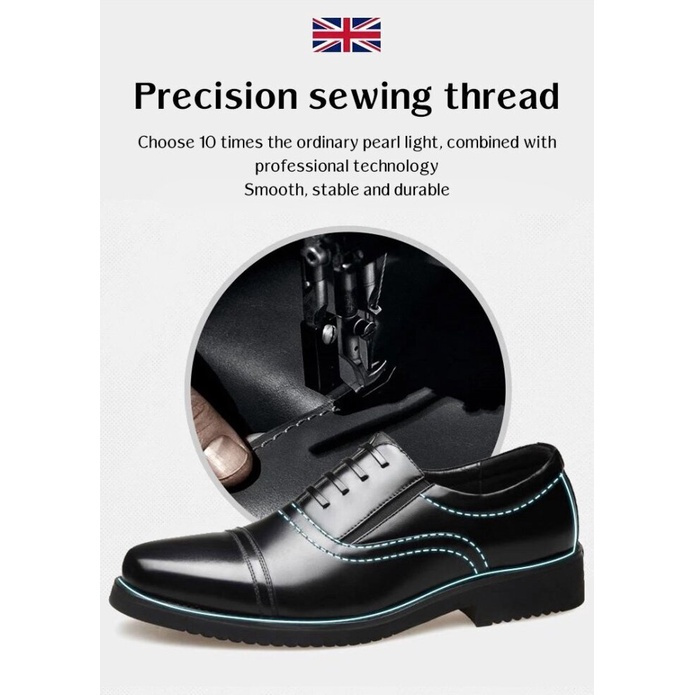 Precision sewing thread
Choose 10 times the ordinary pearl light, combined with
professional technology
Smooth, stable and durable